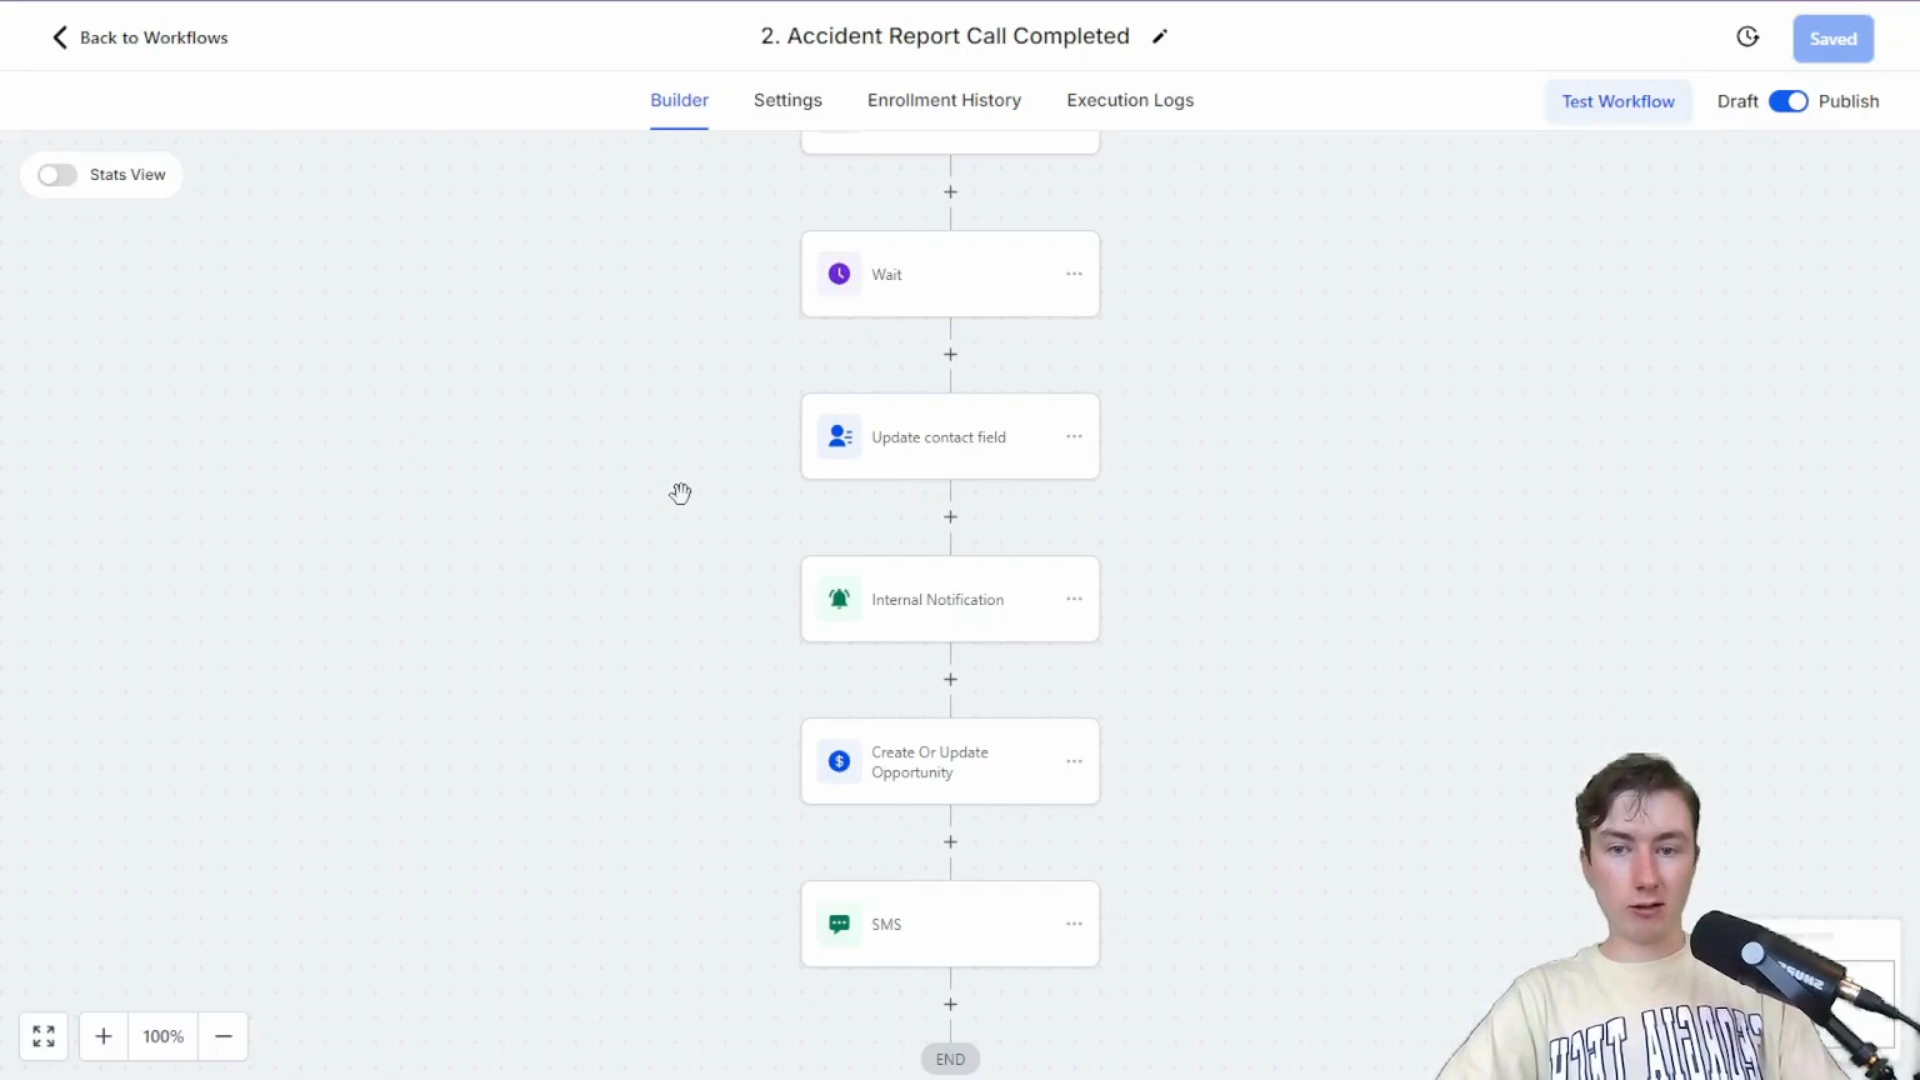 Back to Workflows
2. Accident Report Call Completed
Saved
Builder
Settings
Enrollment History
Execution Logs
Test Workflow
Draft
Publish
Stats View
Wait
Update contact field
Internal Notification
Create Or Update
Opportunity
SMS
END
100%